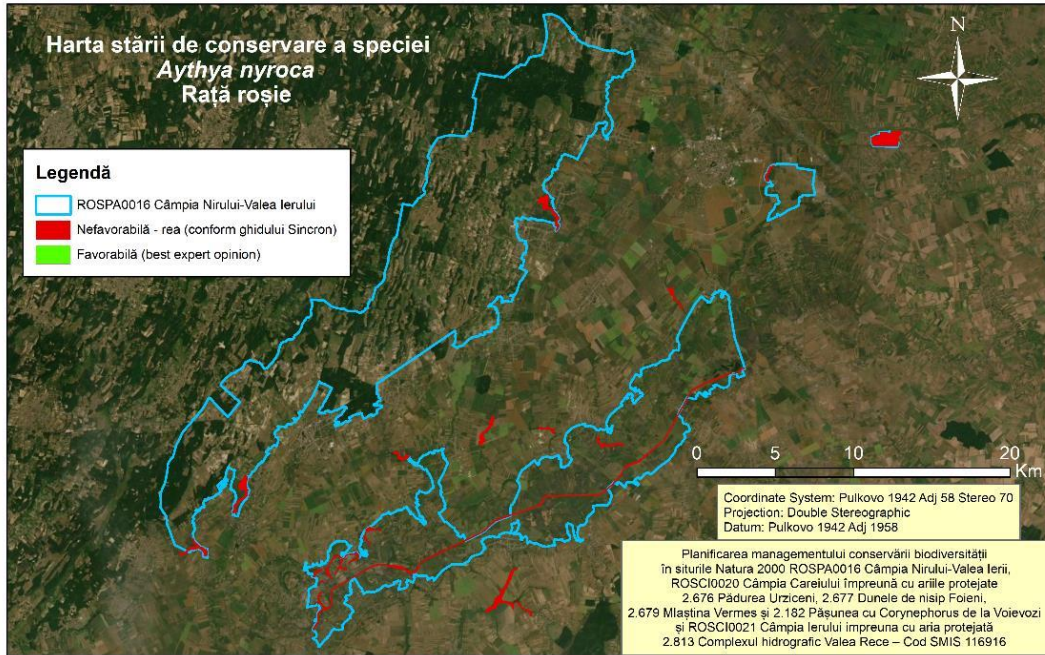 Harta stării de conservare a speciei
Aythya nyroca
Rață roșie
N
Legendă
ROSPA0016 Câmpia Nirului-Valea Ierului
Nefavorabilă - rea (conform ghidului Sincron)
Favorabilă (best expert opinion)
0 5 10 20
Km
Coordinate System: Pulkovo 1942 Adj 58 Stereo 70
Projection: Double Stereographic
Datum: Pulkovo 1942 Adj 1958
Planificarea managementului conservării biodiversității
în siturile Natura 2000 ROSPA0016 Câmpia Nirului-Valea Ierii,
ROSCI0020 Câmpia Careiului împreună cu ariile protejate
2.676 Pădurea Urziceni, 2.677 Dunele de nisip Foieni,
2.679 Mlaștina Vermes și 2.182 Pășunea cu Corynephorus de la Voievozi
și ROSCI0021 Câmpia Ierului impreuna cu aria protejată
2.813 Complexul hidrografic Valea Rece – Cod SMIS 116916